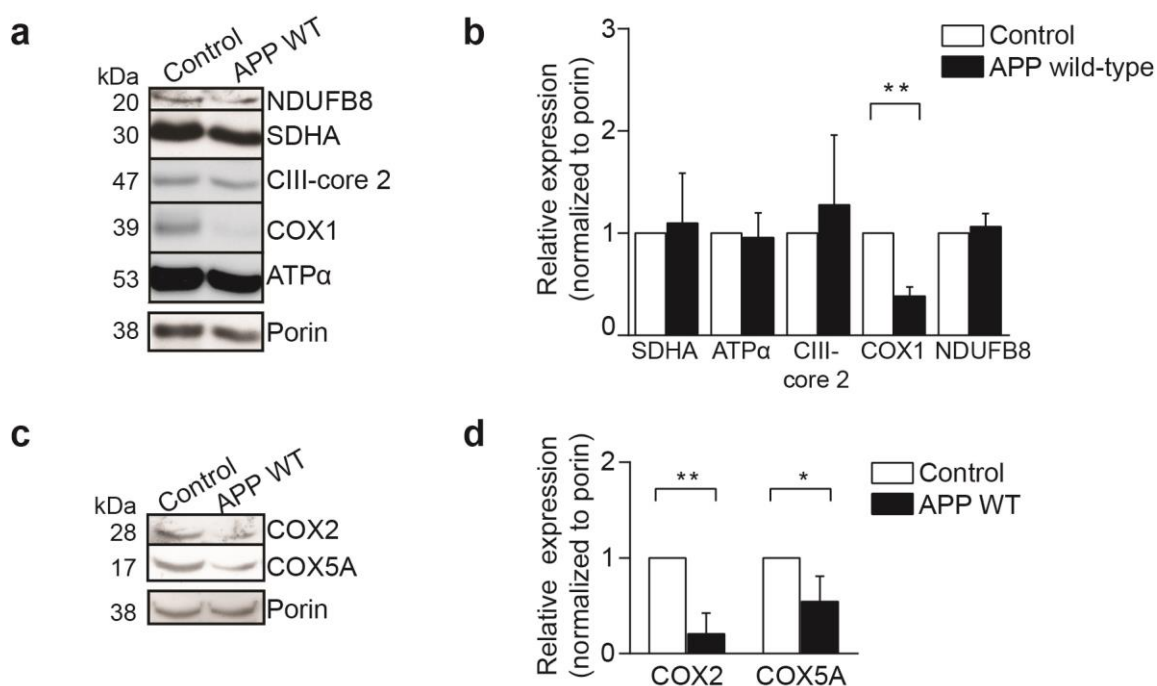 a
Control
APP WT
kDa
20
NDUFB8
30
SDHA
47
CIII-core 2
39
COX1
53
ATPα
38
Porin
b
Relative expression
(normalized to porin)
3
2
1
0
Control
APP wild-type
**
SDHA ATPα CIII- COX1 NDUFB8
core 2
c
Control
APP WT
kDa
28
COX2
17
COX5A
38
Porin
d
Relative expression
(normalized to porin)
2
1
0
Control
APP WT
** *
COX2 COX5A